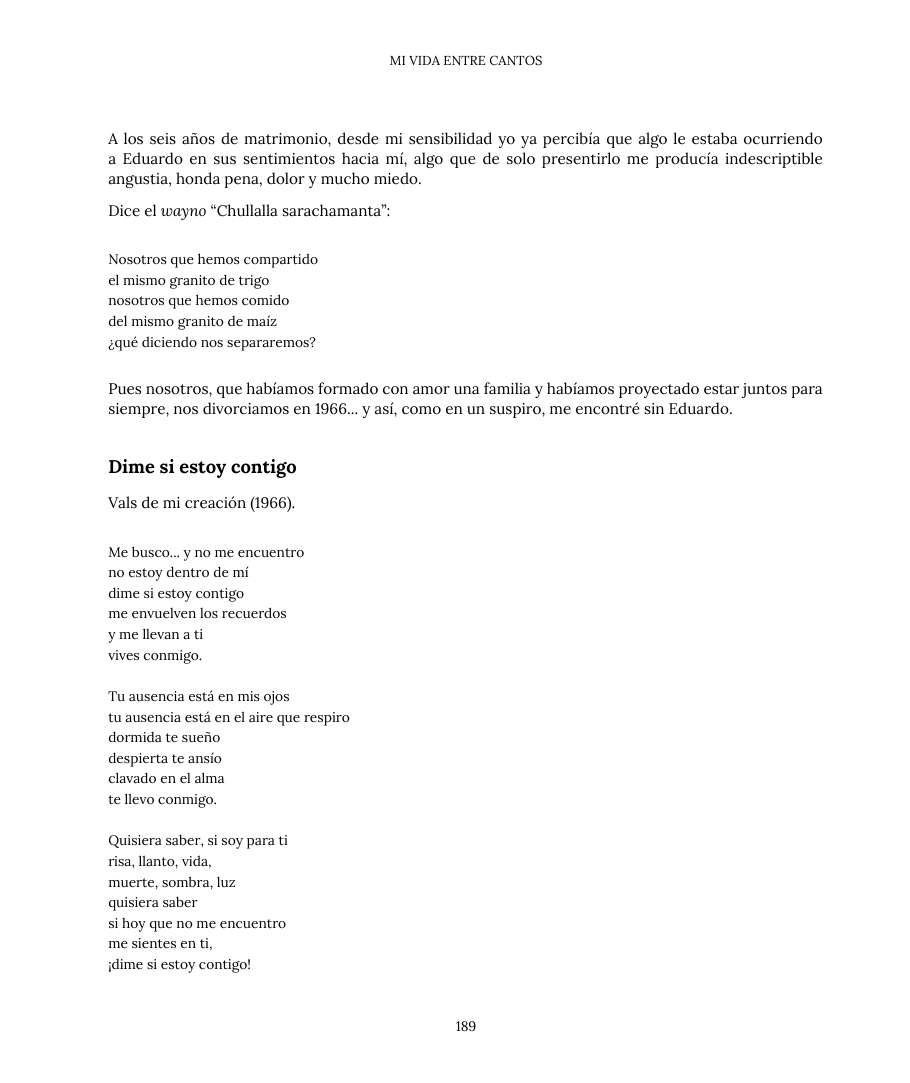 MI VIDA ENTRE CANTOS
A los seis años de matrimonio, desde mi sensibilidad yo ya percibía que algo le estaba ocurriendo
a Eduardo en sus sentimientos hacia mí, algo que de solo presentirlo me producía indescriptible
angustia, honda pena, dolor y mucho miedo.
Dice el wayno “Chullalla sarachamanta”:
Nosotros que hemos compartido
el mismo granito de trigo
nosotros que hemos comido
del mismo granito de maíz
¿qué diciendo nos separaremos?
Pues nosotros, que habíamos formado con amor una familia y habíamos proyectado estar juntos para
siempre, nos divorciamos en 1966... y así, como en un suspiro, me encontré sin Eduardo.
Dime si estoy contigo
Vals de mi creación (1966).
Me busco... y no me encuentro
no estoy dentro de mí
dime si estoy contigo
me envuelven los recuerdos
y me llevan a ti
vives conmigo.
Tu ausencia está en mis ojos
tu ausencia está en el aire que respiro
dormida te sueño
despierta te ansío
clavado en el alma
te llevo conmigo.
Quisiera saber, si soy para ti
risa, llanto, vida,
muerte, sombra, luz
quisiera saber
si hoy que no me encuentro
me sientes en ti,
¡dime si estoy contigo!
189